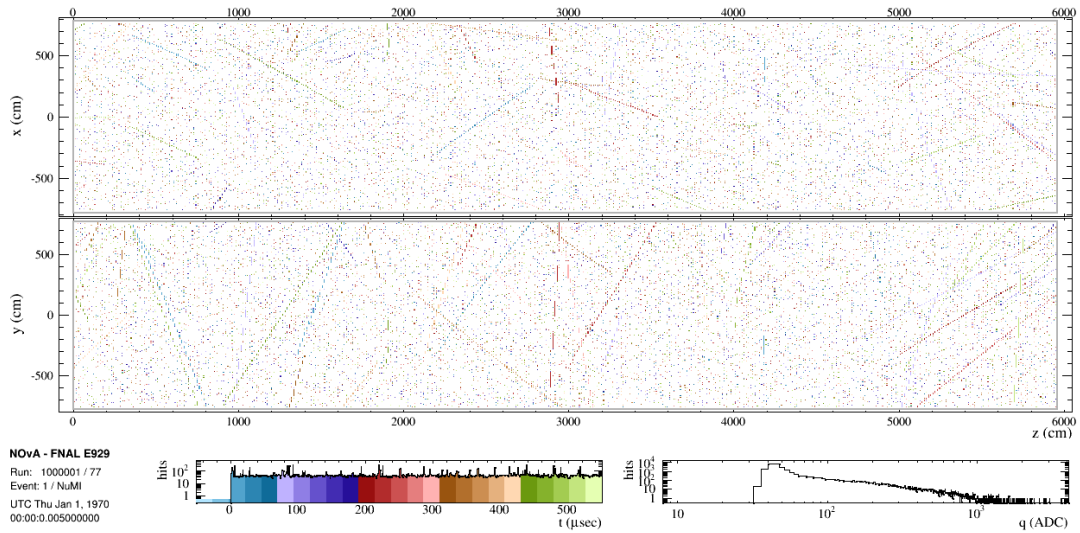 0 1000 2000 3000 4000 5000 6000
500
0
-500
x (cm)
500
0
-500
y (cm)
0 1000 2000 3000 4000 5000 6000
z (cm)
NOvA - FNAL E929
Run: 1000001 / 77
Event: 1 / NuMI
UTC Thu Jan 1, 1970
00:00:0.005000000
hits
10²
10
1
0 100 200 300 400 500
t (μsec)
hits
10⁴
10³
10²
10
1
10 10² 10³
q (ADC)